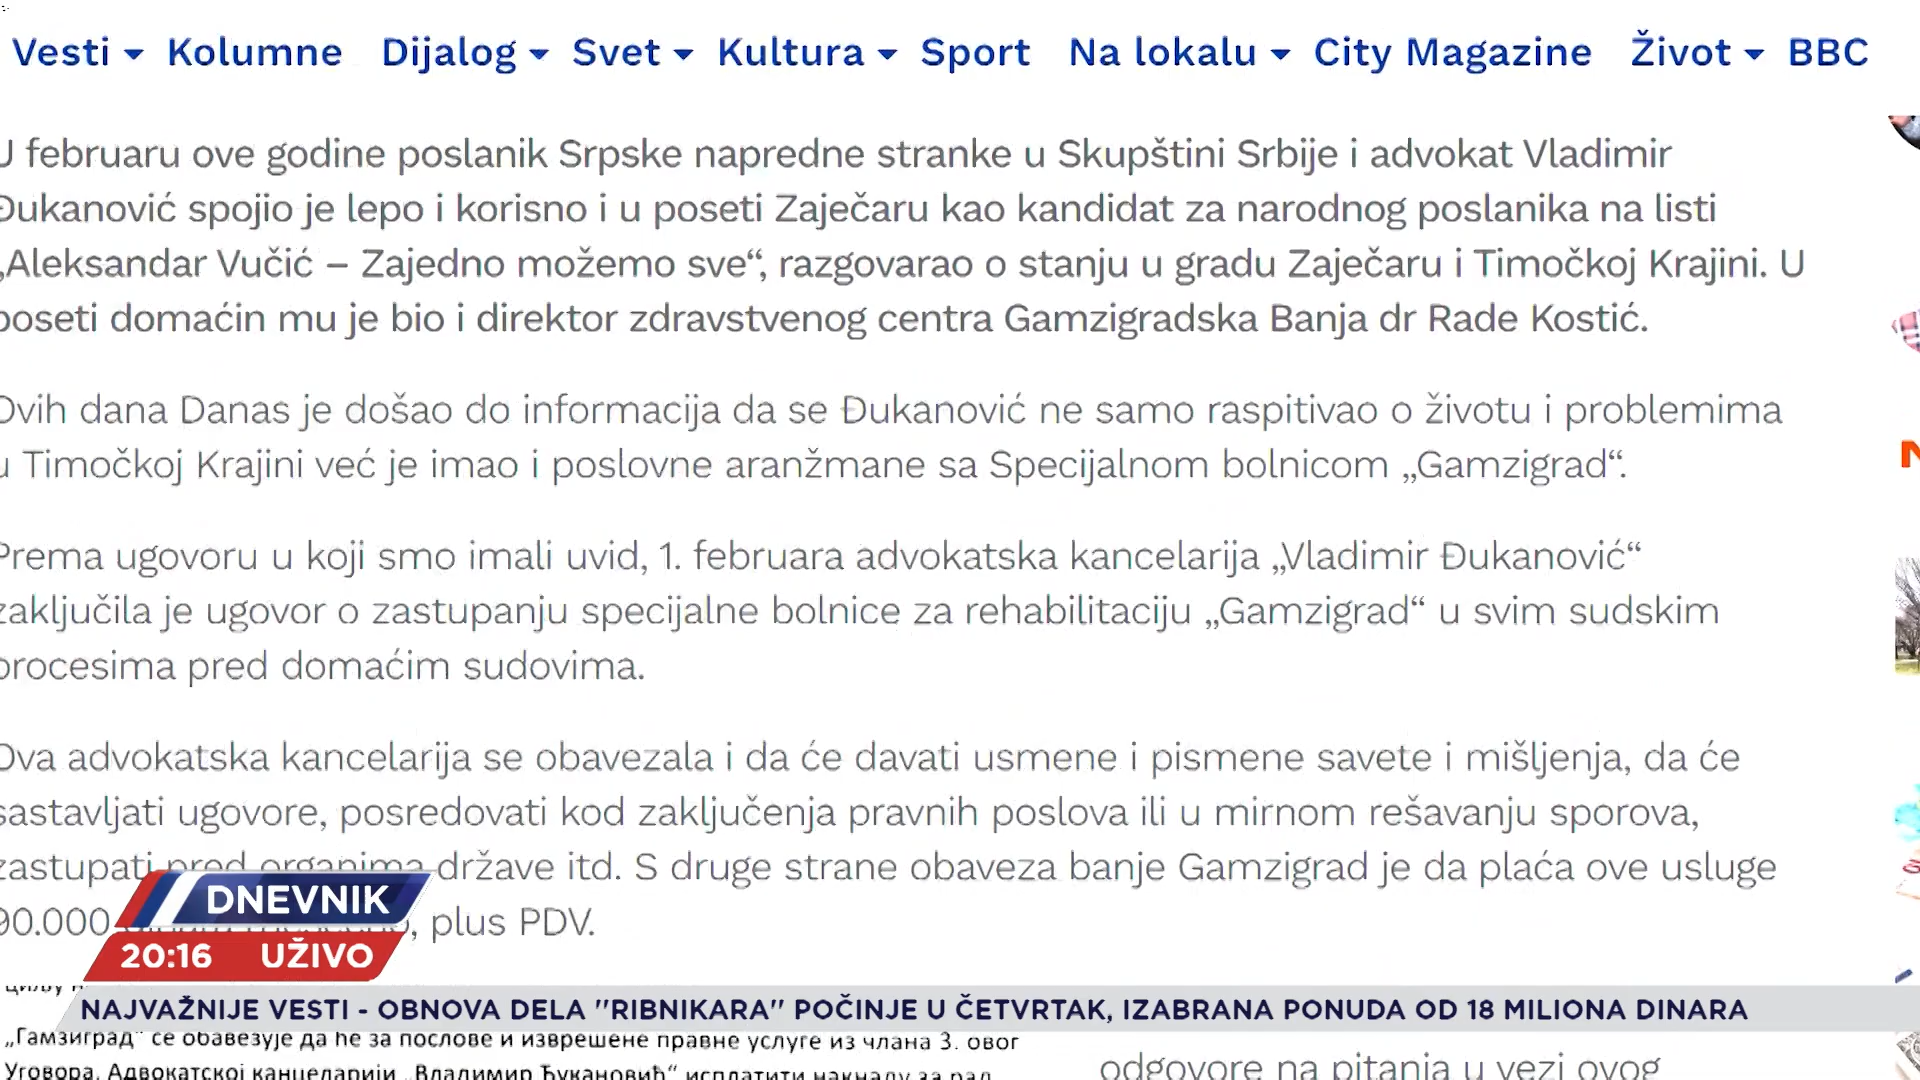 Vesti Kolumne Dijalog Svet Kultura Sport Na lokalu City Magazine Život BBC
U februaru ove godine poslanik Srpske napredne stranke u Skupštini Srbije i advokat Vladimir
Đukanović spojio je lepo i korisno i u poseti Zaječaru kao kandidat za narodnog poslanika na listi
„Aleksandar Vučić – Zajedno možemo sve“, razgovarao o stanju u gradu Zaječaru i Timočkoj Krajini. U
poseti domaćin mu je bio i direktor zdravstvenog centra Gamzigradska Banja dr Rade Kostić.
Ovih dana Danas je došao do informacija da se Đukanović ne samo raspitivao o životu i problemima
u Timočkoj Krajini već je imao i poslovne aranžmane sa Specijalnom bolnicom „Gamzigrad“.
Prema ugovoru u koji smo imali uvid, 1. februara advokatska kancelarija „Vladimir Đukanović“
zaključila je ugovor o zastupanju specijalne bolnice za rehabilitaciju „Gamzigrad“ u svim sudskim
procesima pred domaćim sudovima.
Ova advokatska kancelarija se obavezala i da će davati usmene i pismene savete i mišljenja, da će
sastavljati ugovore, posredovati kod zaključenja pravnih poslova ili u mirnom rešavanju sporova,
zastupati pred organima države itd. S druge strane obaveza banje Gamzigrad je da plaća ove usluge
90.000 plus PDV.
DNEVNIK
20:16 UŽIVO
NAJVAŽNIJE VESTI - OBNOVA DELA "RIBNIKARA" POČINJE U ČETVRTAK, IZABRANA PONUDA OD 18 MILIONA DINARA
„Гамзиград“ се обавезује да ће за послове и извршене правне услуге из члана 3. овог
Уговора, Адвокатској канцеларији „Владимир Ђукановић“ исплатити накнаду за рад
odgovore na pitanja u vezi ovog